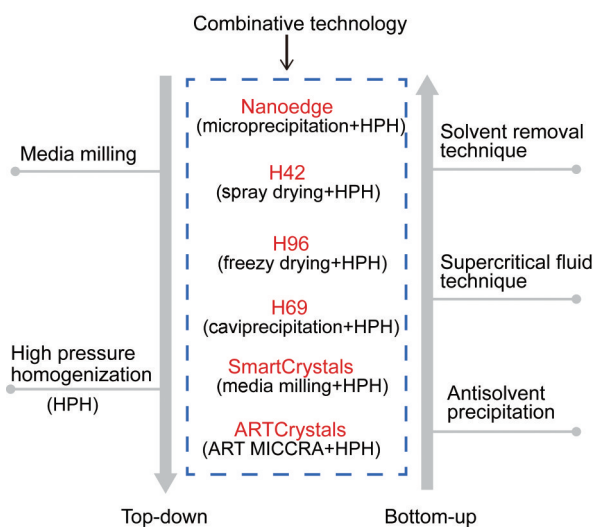 Combinative technology
Nanoedge
(microprecipitation+HPH)
H42
(spray drying+HPH)
H96
(freezy drying+HPH)
H69
(caviprecipitation+HPH)
SmartCrystals
(media milling+HPH)
ARTCrystals
(ART MICCRA+HPH)
Media milling
High pressure
homogenization
(HPH)
Top-down
Solvent removal
technique
Supercritical fluid
technique
Antisolvent
precipitation
Bottom-up